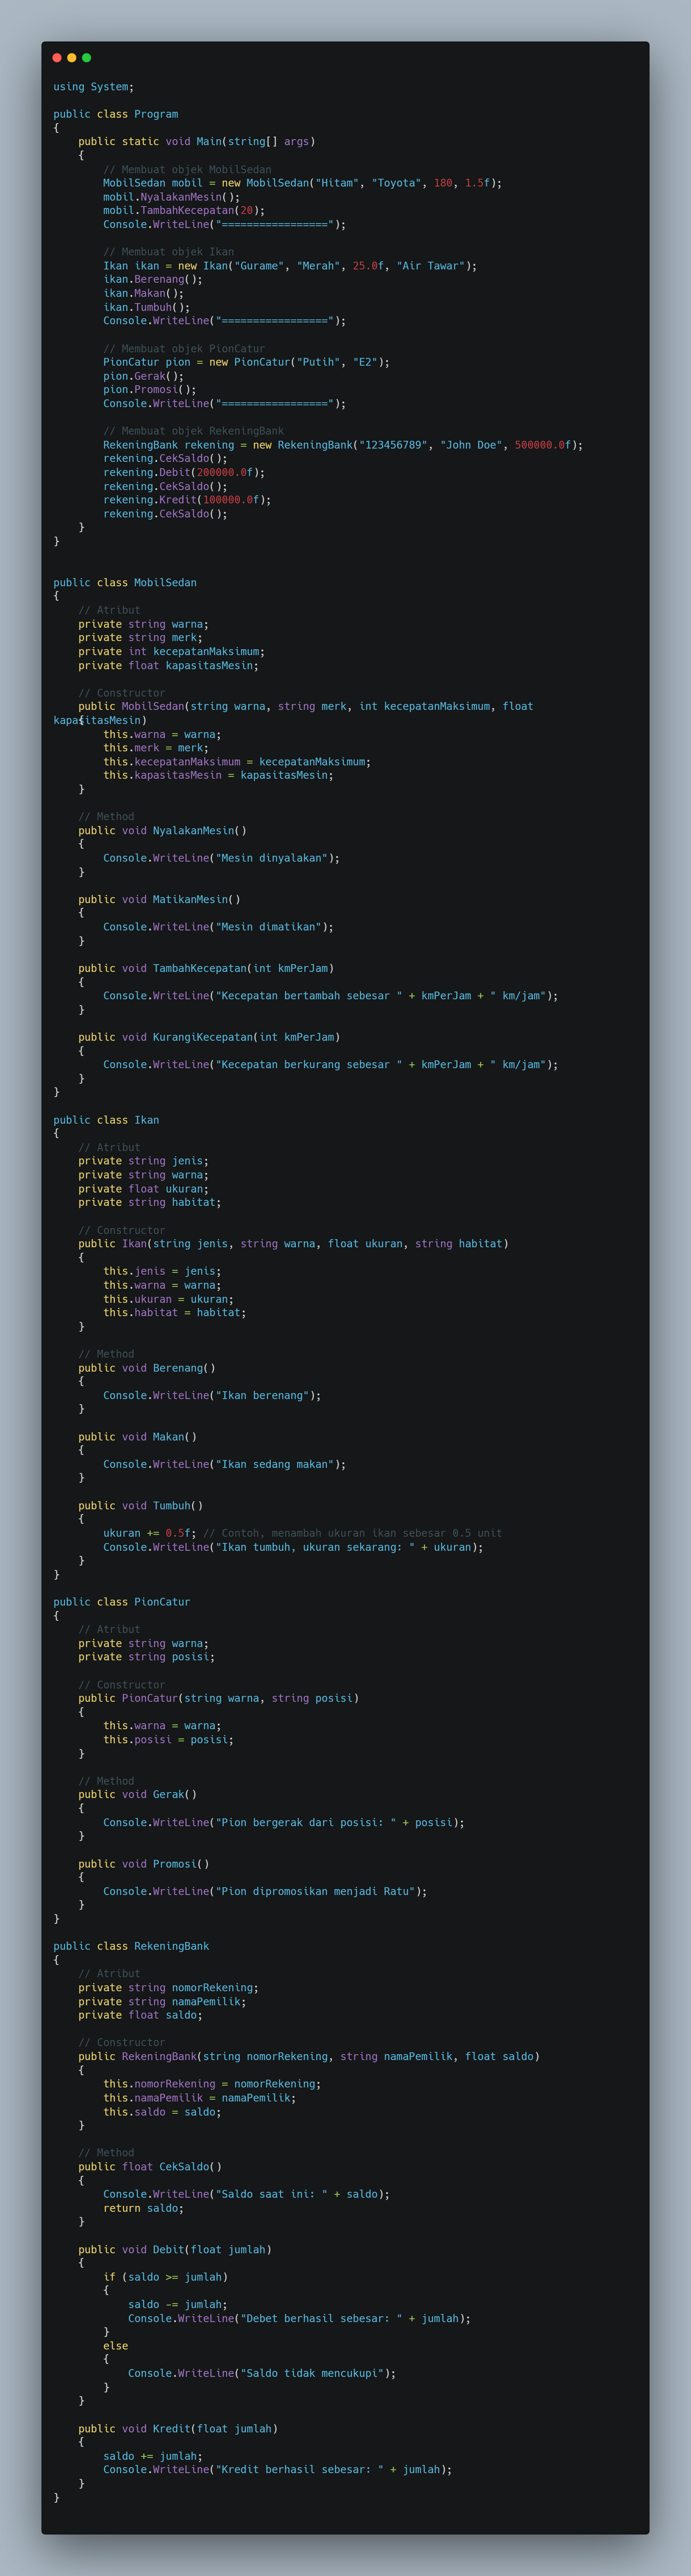 using System;

public class Program
{
    public static void Main(string[] args)
    {
        // Membuat objek MobilSedan
        MobilSedan mobil = new MobilSedan("Hitam", "Toyota", 180, 1.5f);
        mobil.NyalakanMesin();
        mobil.TambahKecepatan(20);
        Console.WriteLine("=================");

        // Membuat objek Ikan
        Ikan ikan = new Ikan("Gurame", "Merah", 25.0f, "Air Tawar");
        ikan.Berenang();
        ikan.Makan();
        ikan.Tumbuh();
        Console.WriteLine("=================");

        // Membuat objek PionCatur
        PionCatur pion = new PionCatur("Putih", "E2");
        pion.Gerak();
        pion.Promosi();
        Console.WriteLine("=================");

        // Membuat objek RekeningBank
        RekeningBank rekening = new RekeningBank("123456789", "John Doe", 500000.0f);
        rekening.CekSaldo();
        rekening.Debit(200000.0f);
        rekening.CekSaldo();
        rekening.Kredit(100000.0f);
        rekening.CekSaldo();
    }
}


public class MobilSedan
{
    // Atribut
    private string warna;
    private string merk;
    private int kecepatanMaksimum;
    private float kapasitasMesin;

    // Constructor
    public MobilSedan(string warna, string merk, int kecepatanMaksimum, float
kapasitasMesin)
    {
        this.warna = warna;
        this.merk = merk;
        this.kecepatanMaksimum = kecepatanMaksimum;
        this.kapasitasMesin = kapasitasMesin;
    }

    // Method
    public void NyalakanMesin()
    {
        Console.WriteLine("Mesin dinyalakan");
    }

    public void MatikanMesin()
    {
        Console.WriteLine("Mesin dimatikan");
    }

    public void TambahKecepatan(int kmPerJam)
    {
        Console.WriteLine("Kecepatan bertambah sebesar " + kmPerJam + " km/jam");
    }

    public void KurangiKecepatan(int kmPerJam)
    {
        Console.WriteLine("Kecepatan berkurang sebesar " + kmPerJam + " km/jam");
    }
}

public class Ikan
{
    // Atribut
    private string jenis;
    private string warna;
    private float ukuran;
    private string habitat;

    // Constructor
    public Ikan(string jenis, string warna, float ukuran, string habitat)
    {
        this.jenis = jenis;
        this.warna = warna;
        this.ukuran = ukuran;
        this.habitat = habitat;
    }

    // Method
    public void Berenang()
    {
        Console.WriteLine("Ikan berenang");
    }

    public void Makan()
    {
        Console.WriteLine("Ikan sedang makan");
    }

    public void Tumbuh()
    {
        ukuran += 0.5f; // Contoh, menambah ukuran ikan sebesar 0.5 unit
        Console.WriteLine("Ikan tumbuh, ukuran sekarang: " + ukuran);
    }
}

public class PionCatur
{
    // Atribut
    private string warna;
    private string posisi;

    // Constructor
    public PionCatur(string warna, string posisi)
    {
        this.warna = warna;
        this.posisi = posisi;
    }

    // Method
    public void Gerak()
    {
        Console.WriteLine("Pion bergerak dari posisi: " + posisi);
    }

    public void Promosi()
    {
        Console.WriteLine("Pion dipromosikan menjadi Ratu");
    }
}

public class RekeningBank
{
    // Atribut
    private string nomorRekening;
    private string namaPemilik;
    private float saldo;

    // Constructor
    public RekeningBank(string nomorRekening, string namaPemilik, float saldo)
    {
        this.nomorRekening = nomorRekening;
        this.namaPemilik = namaPemilik;
        this.saldo = saldo;
    }

    // Method
    public float CekSaldo()
    {
        Console.WriteLine("Saldo saat ini: " + saldo);
        return saldo;
    }

    public void Debit(float jumlah)
    {
        if (saldo >= jumlah)
        {
            saldo -= jumlah;
            Console.WriteLine("Debet berhasil sebesar: " + jumlah);
        }
        else
        {
            Console.WriteLine("Saldo tidak mencukupi");
        }
    }

    public void Kredit(float jumlah)
    {
        saldo += jumlah;
        Console.WriteLine("Kredit berhasil sebesar: " + jumlah);
    }
}